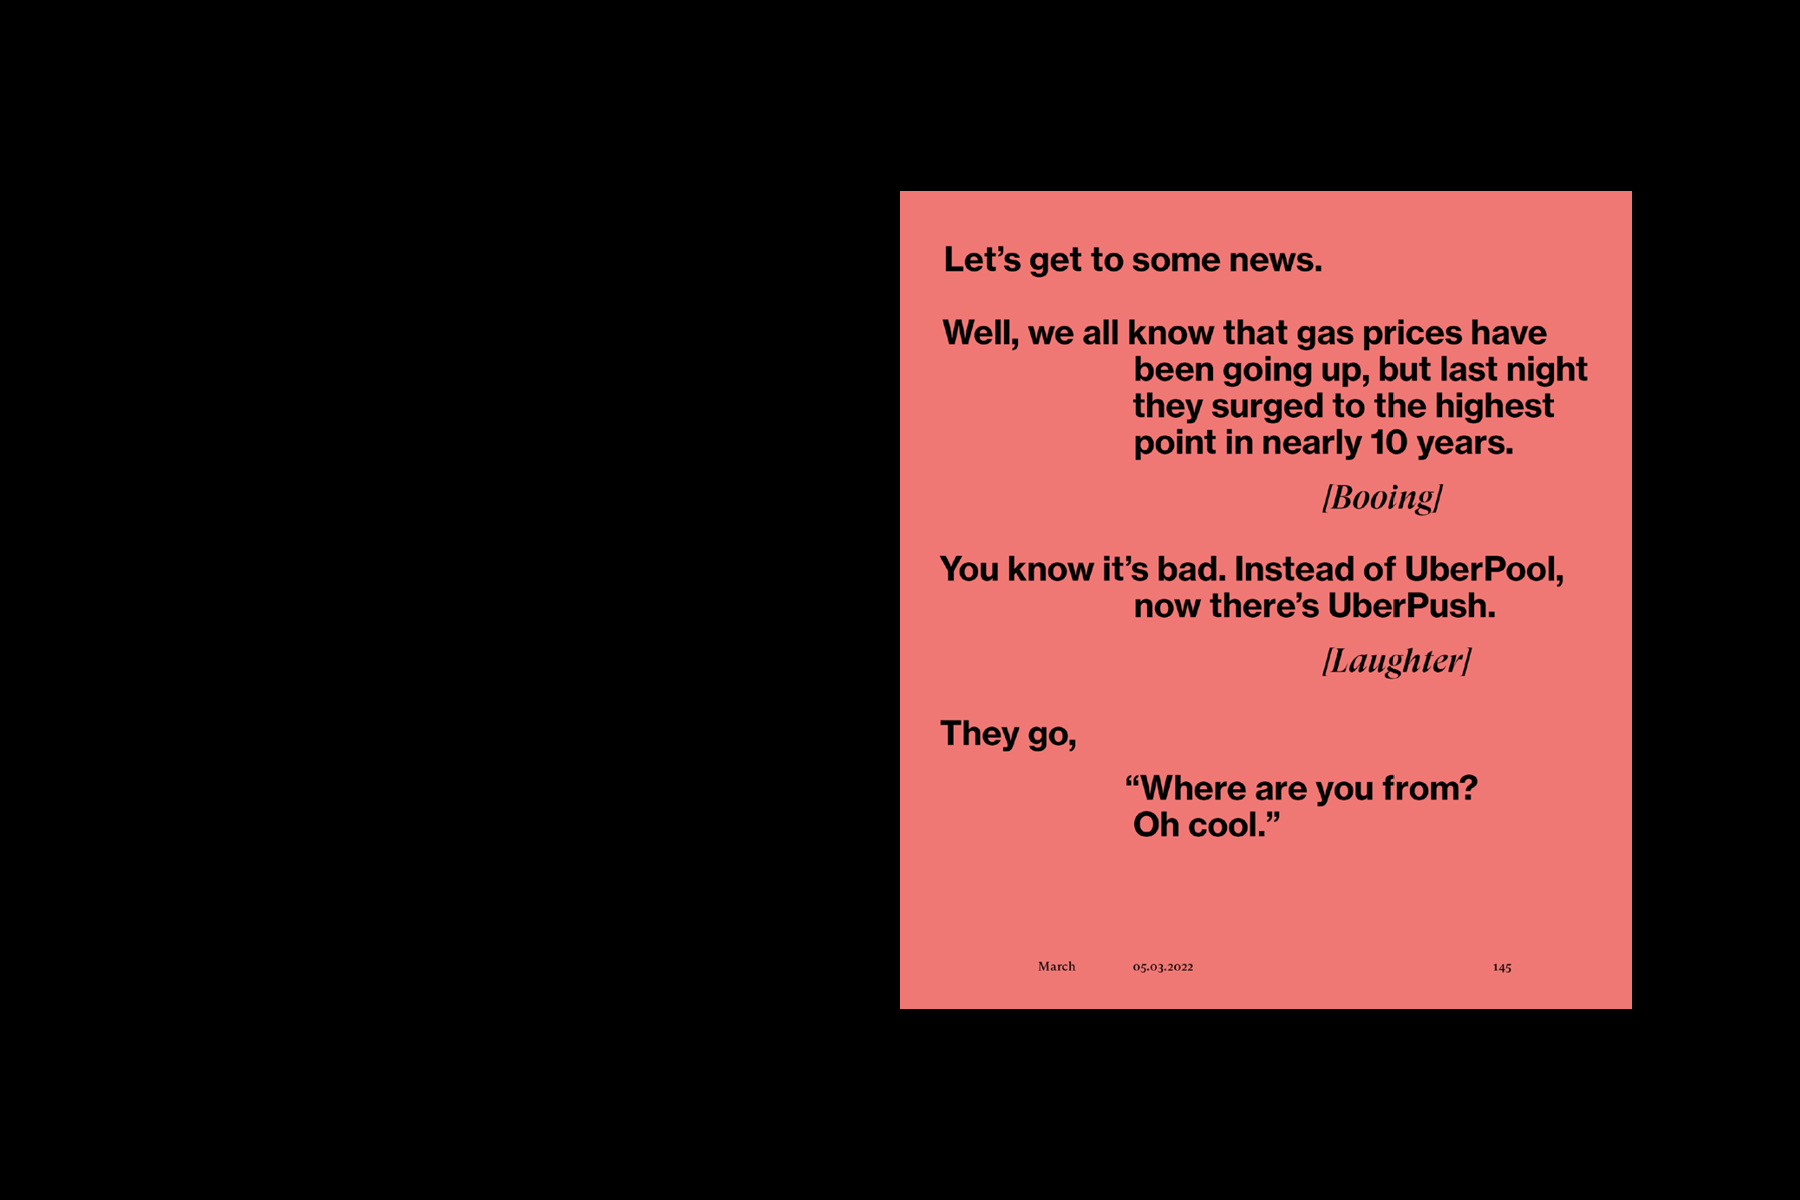 Let’s get to some news.
Well, we all know that gas prices have
been going up, but last night
they surged to the highest
point in nearly 10 years.
[Booing]
You know it’s bad. Instead of UberPool,
now there’s UberPush.
[Laughter]
They go,
“Where are you from?
Oh cool.”
March 05.03.2022 145